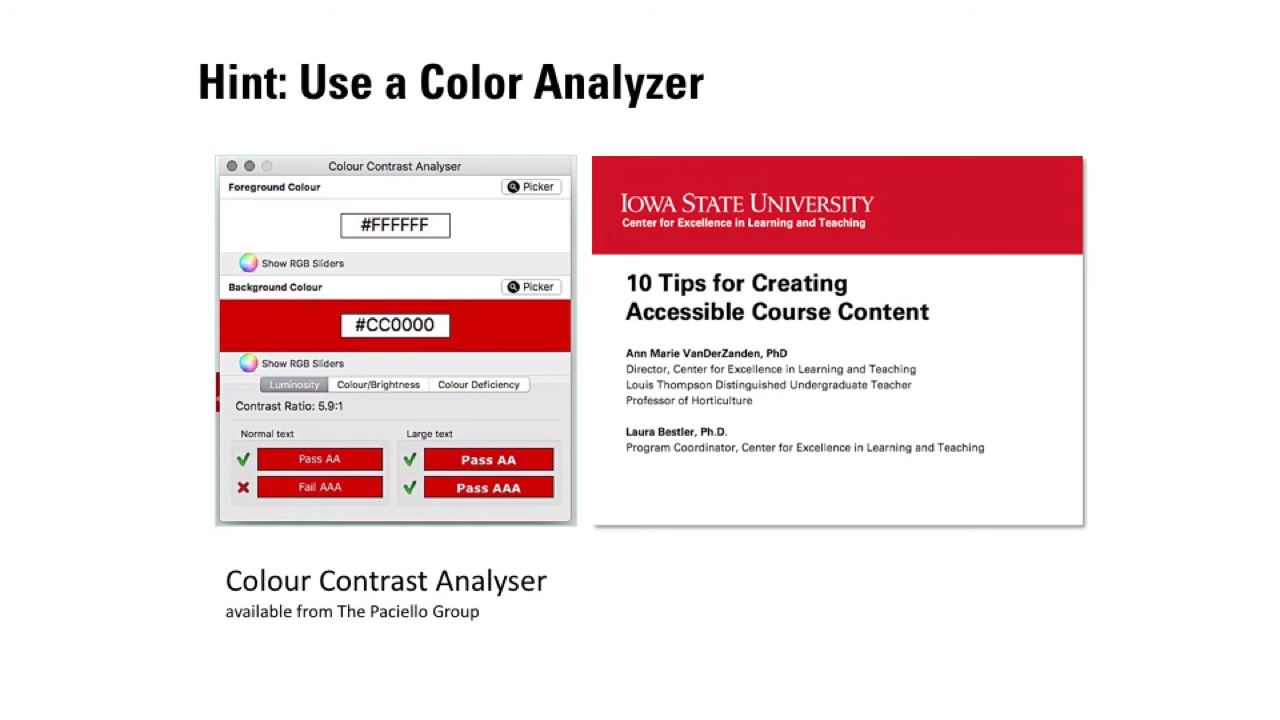 Hint: Use a Color Analyzer
Colour Contrast Analyser
Foreground Colour
Picker
#FFFFFF
Show RGB Sliders
Background Colour
Picker
#CC0000
Show RGB Sliders
Luminosity
Colour/Brightness
Colour Deficiency
Contrast Ratio: 5.9:1
Normal text
Large text
Pass AA
Pass AA
Fail AAA
Pass AAA
IOWA STATE UNIVERSITY
Center for Excellence in Learning and Teaching
10 Tips for Creating
Accessible Course Content
Ann Marie VanDerZanden, PhD
Director, Center for Excellence in Learning and Teaching
Louis Thompson Distinguished Undergraduate Teacher
Professor of Horticulture
Laura Bestler, Ph.D.
Program Coordinator, Center for Excellence in Learning and Teaching
Colour Contrast Analyser
available from The Paciello Group